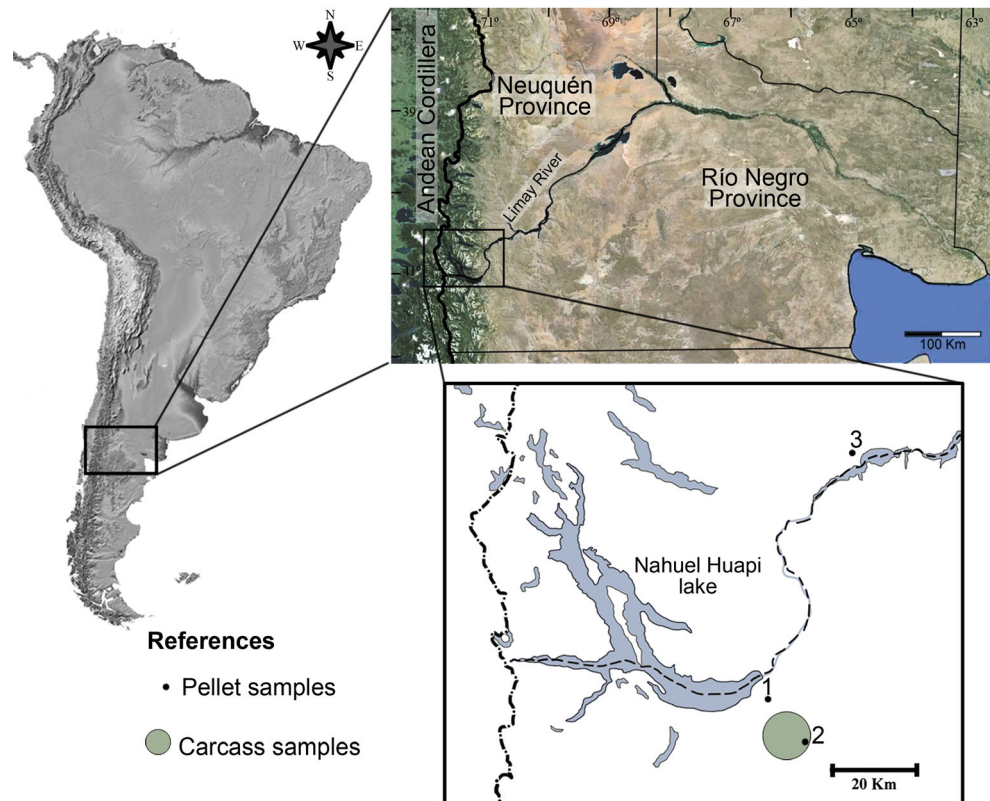 N
W E
S
71° 69° 67° 65° 63°
39°
41°
Andean Cordillera
Neuquén
Province
Limay River
Río Negro
Province
100 Km
3
Nahuel Huapi
lake
1
2
20 Km
References
Pellet samples
Carcass samples